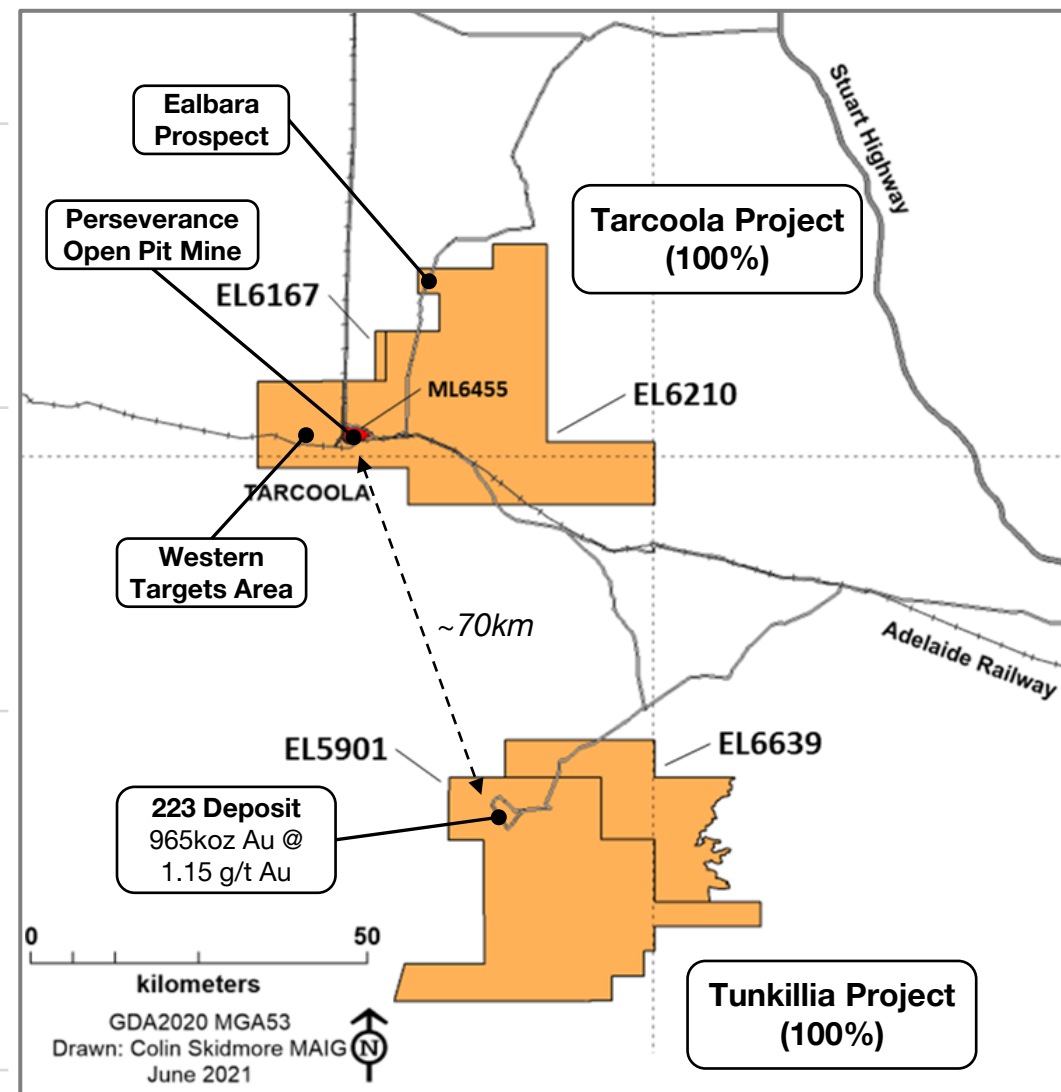 Ealbara
Prospect
Stuart Highway
Perseverance
Open Pit Mine
Tarcoola Project
(100%)
EL6167
ML6455
EL6210
TARCOOLA
Western
Targets Area
~70km
Adelaide Railway
EL5901
EL6639
223 Deposit
965koz Au @
1.15 g/t Au
0 50
kilometers
GDA2020 MGA53
Drawn: Colin Skidmore MAIG
June 2021
N
Tunkillia Project
(100%)